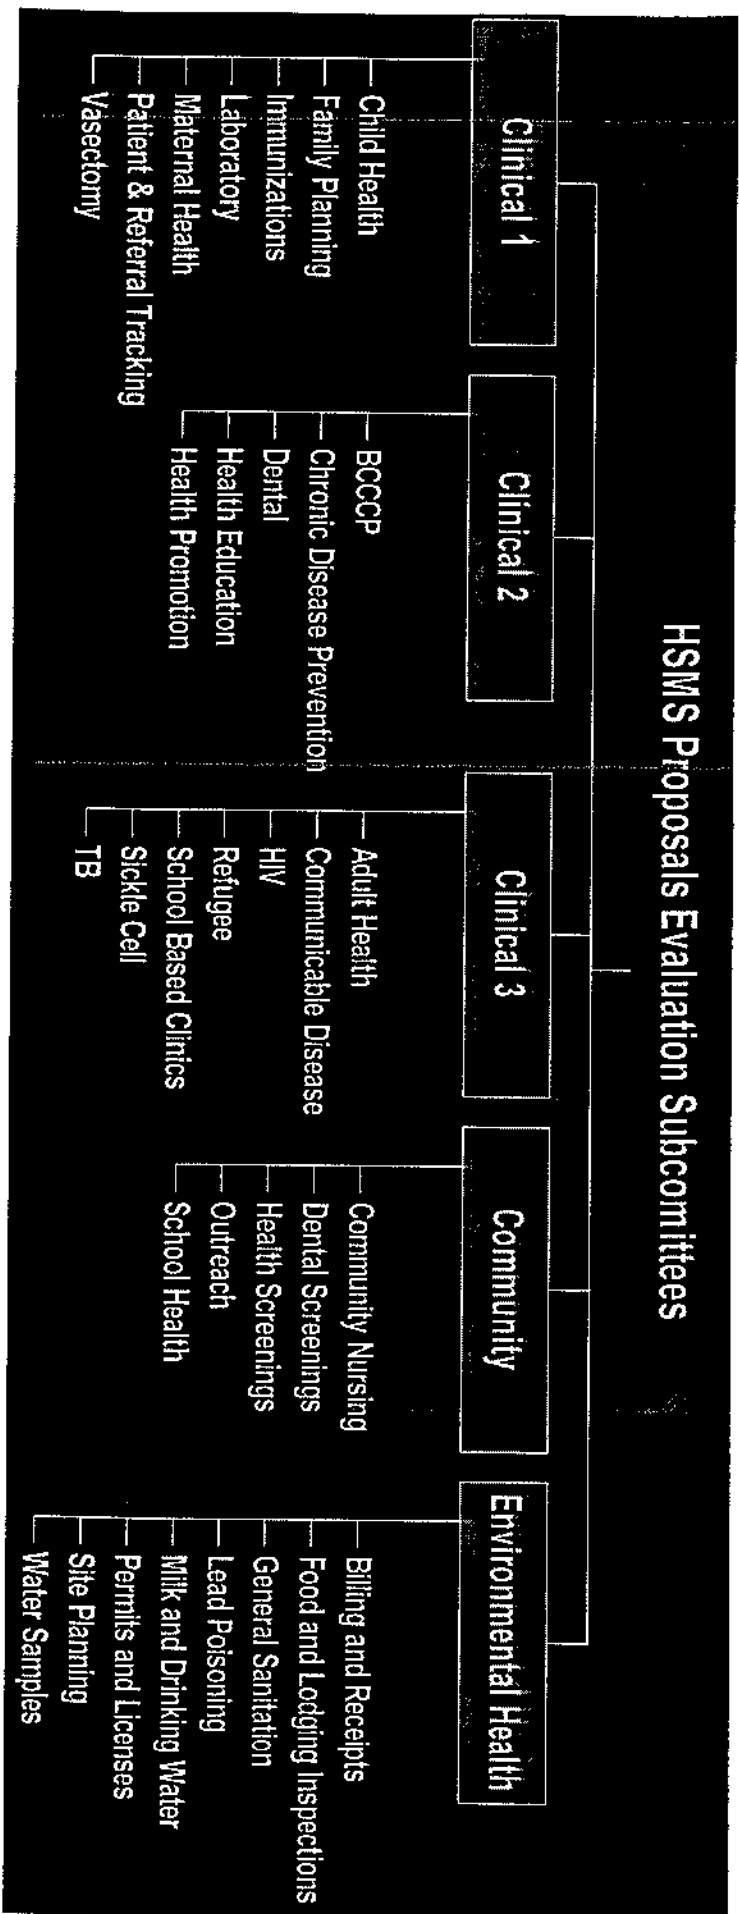 HSMS Proposals Evaluation Subcomittees
Clinical 1
Child Health
Family Planning
Immunizations
Laboratory
Maternal Health
Patient & Referral Tracking
Vasectomy
Clinical 2
BCCCP
Chronic Disease Prevention
Dental
Health Education
Health Promotion
Clinical 3
Adult Health
Communicable Disease
HIV
Refugee
School Based Clinics
Sickle Cell
TB
Community
Community Nursing
Dental Screenings
Health Screenings
Outreach
School Health
Environmental Health
Billing and Receipts
Food and Lodging Inspections
General Sanitation
Lead Poisoning
Milk and Drinking Water
Permits and Licenses
Site Planning
Water Samples